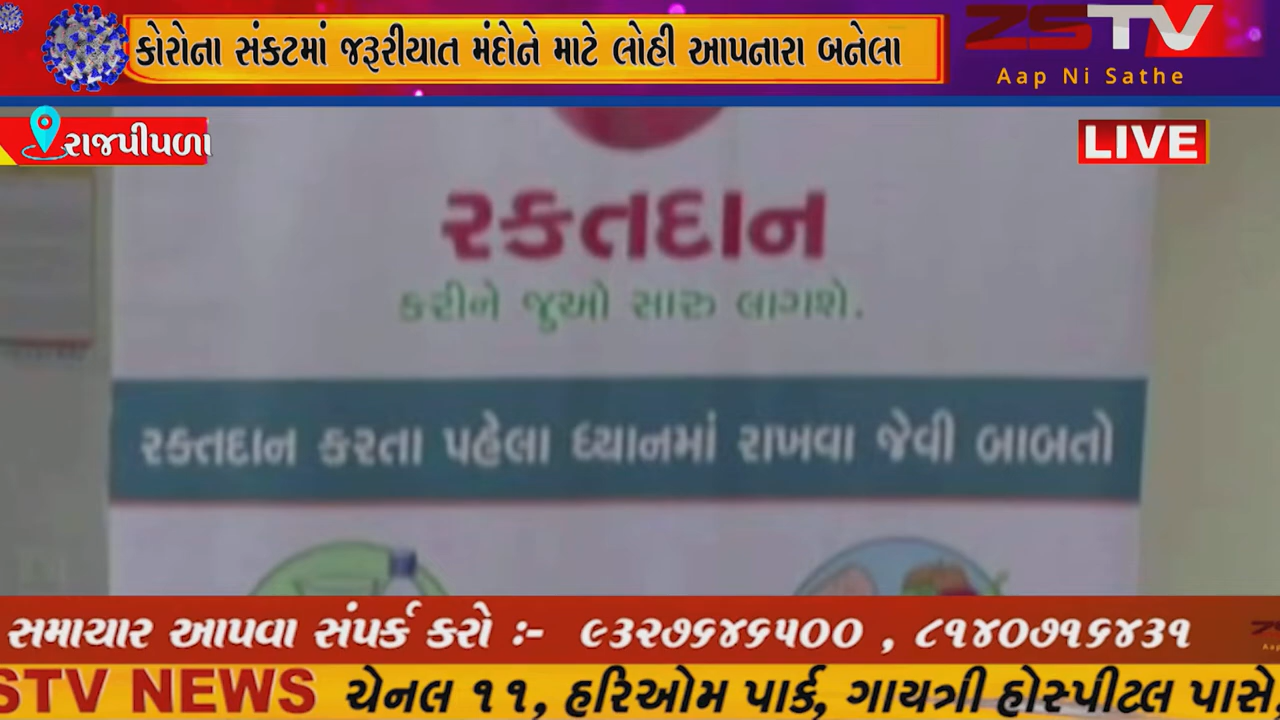 કોરોના સંકટમાં જરૂરીયાત મંદોને માટે લોહી આપનારા બનેલા
ZSTV
Aap Ni Sathe
રાજપીપળા
LIVE
રક્તદાન
કરીને જુઓ સારુ લાગશે.
રક્તદાન કરતા પહેલા ધ્યાનમાં રાખવા જેવી બાબતો
સમાચાર આપવા સંપર્ક કરો :- ૯૩૨૭૬૪૬૫૦૦ , ૮૧૪૦૭૧૬૪૩૧
STV NEWS ચેનલ ૧૧, હરિઓમ પાર્ક, ગાયત્રી હોસ્પીટલ પાસે.